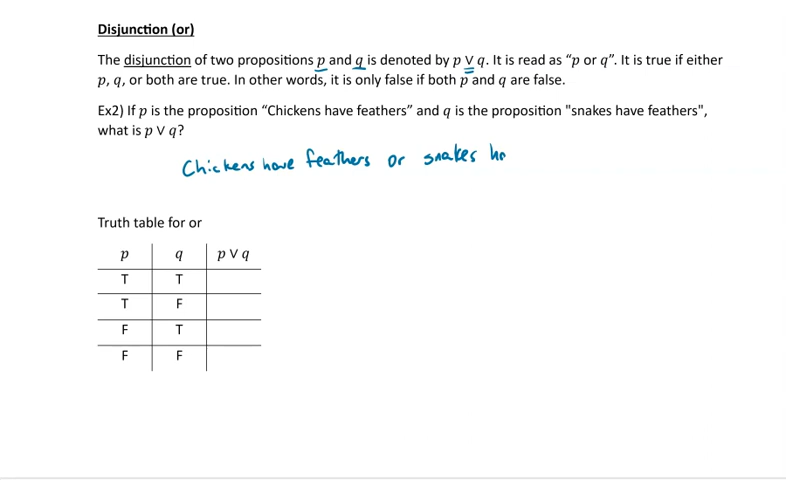 Disjunction (or)
The disjunction of two propositions p and q is denoted by p ∨ q. It is read as “p or q”. It is true if either
p, q, or both are true. In other words, it is only false if both p and q are false.
Ex2) If p is the proposition “Chickens have feathers” and q is the proposition "snakes have feathers",
what is p ∨ q?
Chickens have feathers or snakes ha
Truth table for or
p q p ∨ q
T T
T F
F T
F F